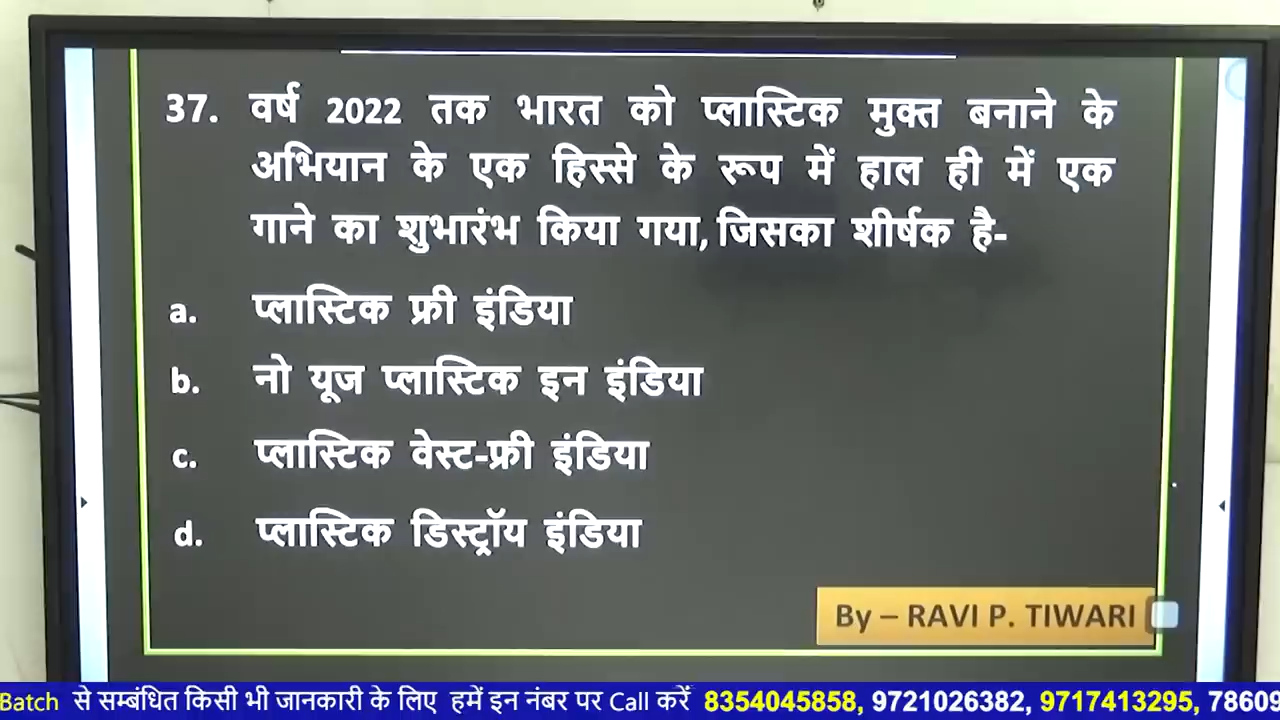 37. वर्ष 2022 तक भारत को प्लास्टिक मुक्त बनाने के
अभियान के एक हिस्से के रूप में हाल ही में एक
गाने का शुभारंभ किया गया, जिसका शीर्षक है-
a. प्लास्टिक फ्री इंडिया
b. नो यूज प्लास्टिक इन इंडिया
c. प्लास्टिक वेस्ट-फ्री इंडिया
d. प्लास्टिक डिस्ट्रॉय इंडिया
By – RAVI P. TIWARI
Batch से सम्बंधित किसी भी जानकारी के लिए हमें इन नंबर पर Call करें 8354045858, 9721026382, 9717413295, 78609